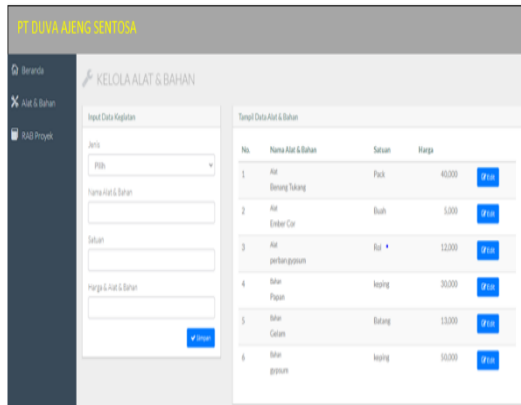 PT DUVA AJENG SENTOSA
Beranda
Alat & Bahan
RAB Proyek
KELOLA ALAT & BAHAN
Input Data Kegiatan
Jenis
Pilih
Nama Alat & Bahan
Satuan
Harga & Alat & Bahan
Simpan
Tampil Data Alat & Bahan
No. Nama Alat & Bahan Satuan Harga
1 Alat Pack 40,000 Edit
Benang Tukang
2 Alat Buah 5,000 Edit
Ember Cor
3 Alat Rol 12,000 Edit
perban gypsum
4 Bahan keping 30,000 Edit
Papan
5 Bahan Batang 13,000 Edit
Gelam
6 Bahan keping 50,000 Edit
gypsum